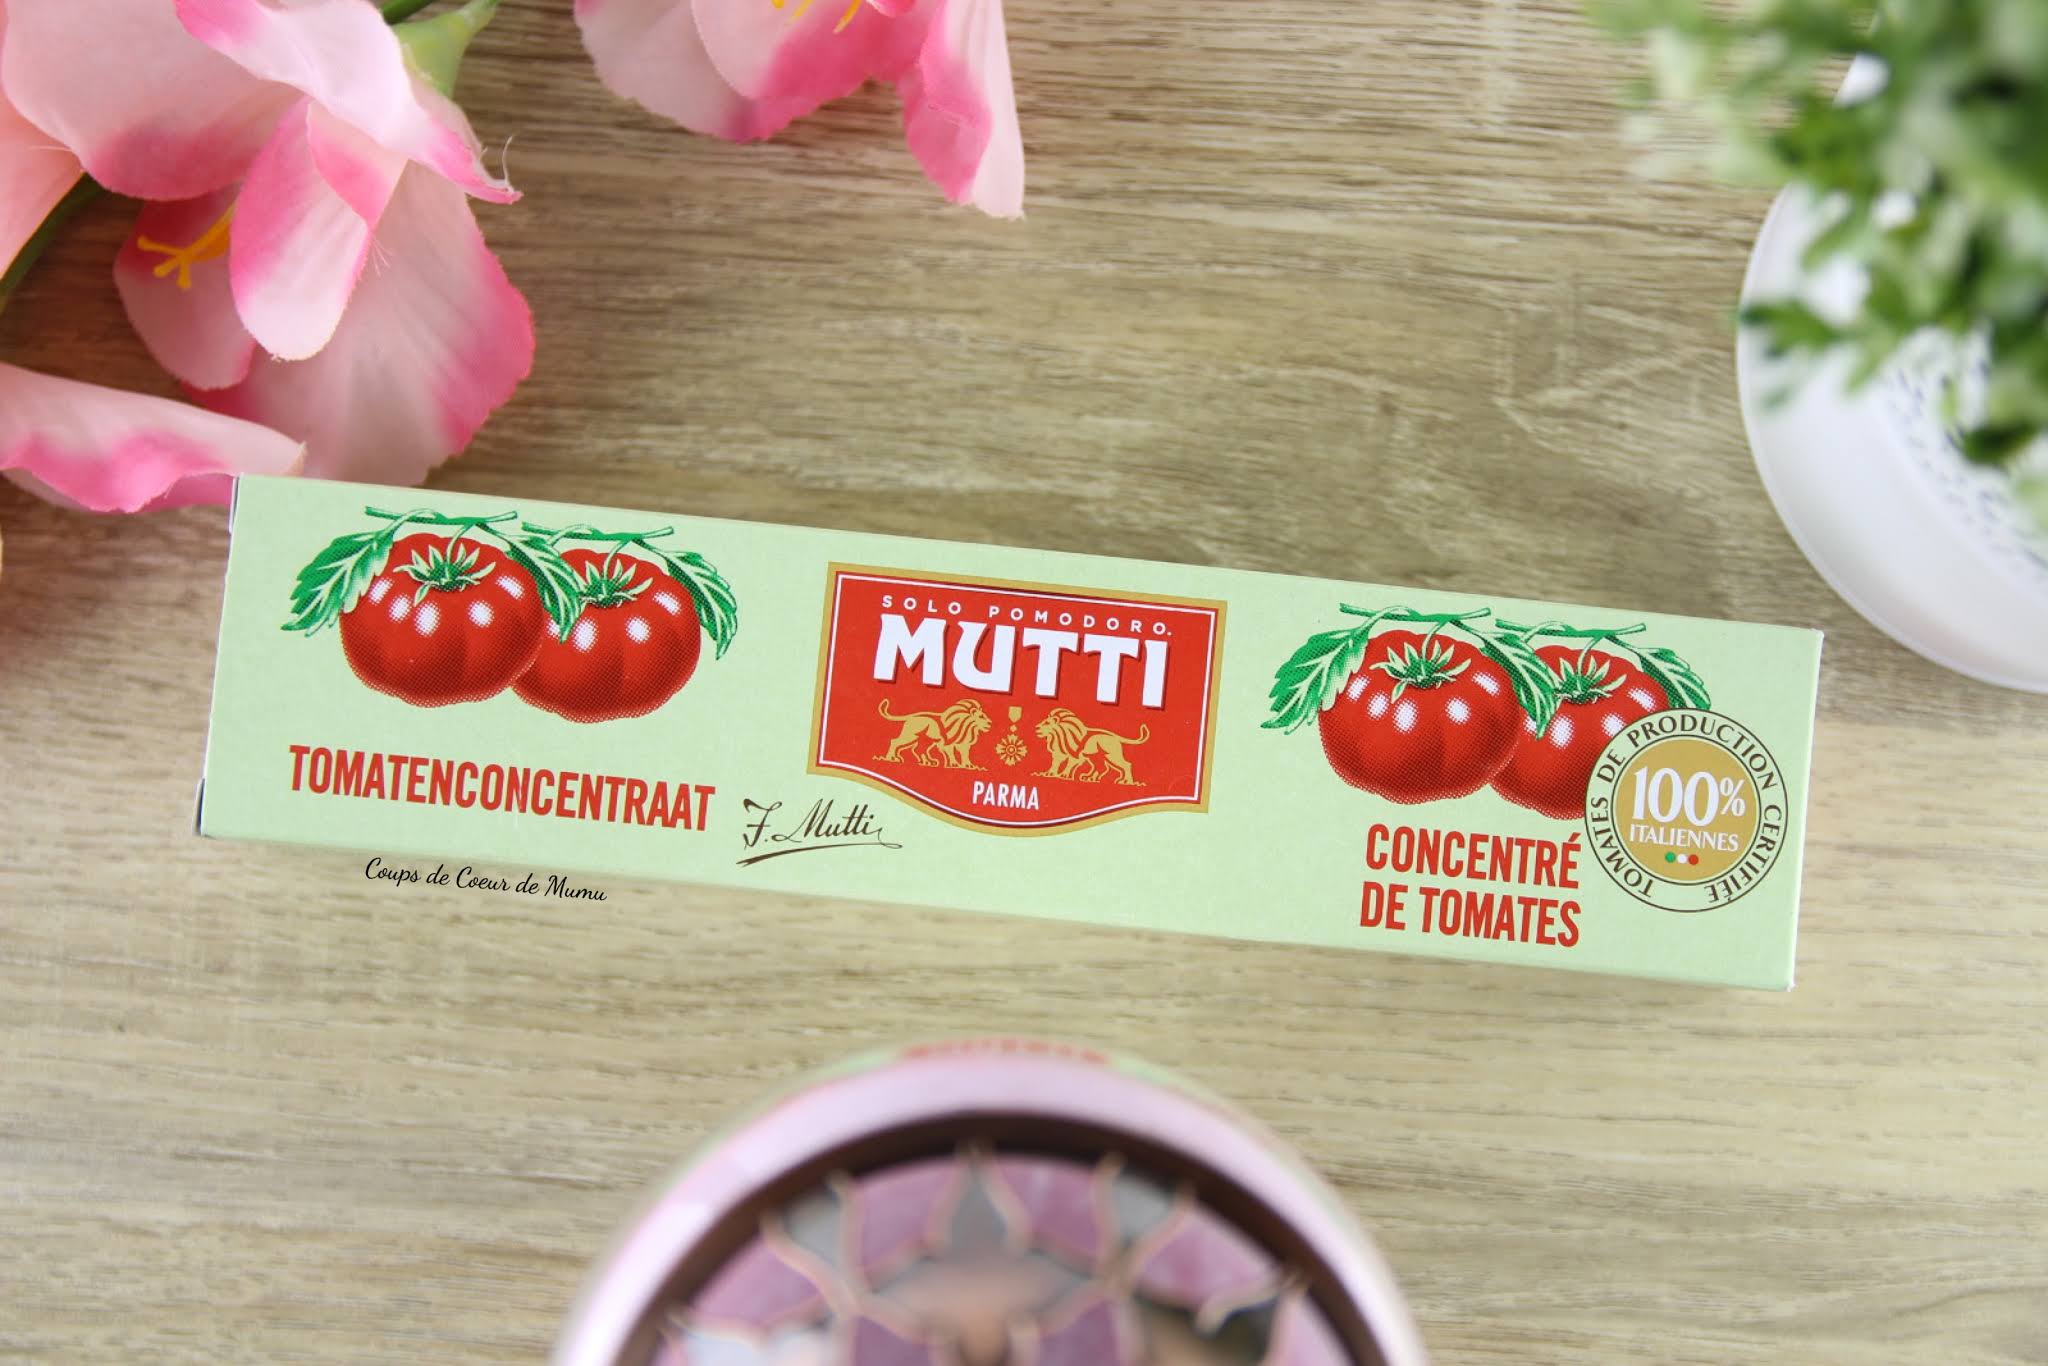 SOLO POMODORO.
MUTTI
PARMA
TOMATENCONCENTRAAT
F. Mutti
CONCENTRÉ
DE TOMATES
TOMATES DE PRODUCTION CERTIFIÉE
100%
ITALIENNES
Coups de Coeur de Mumu